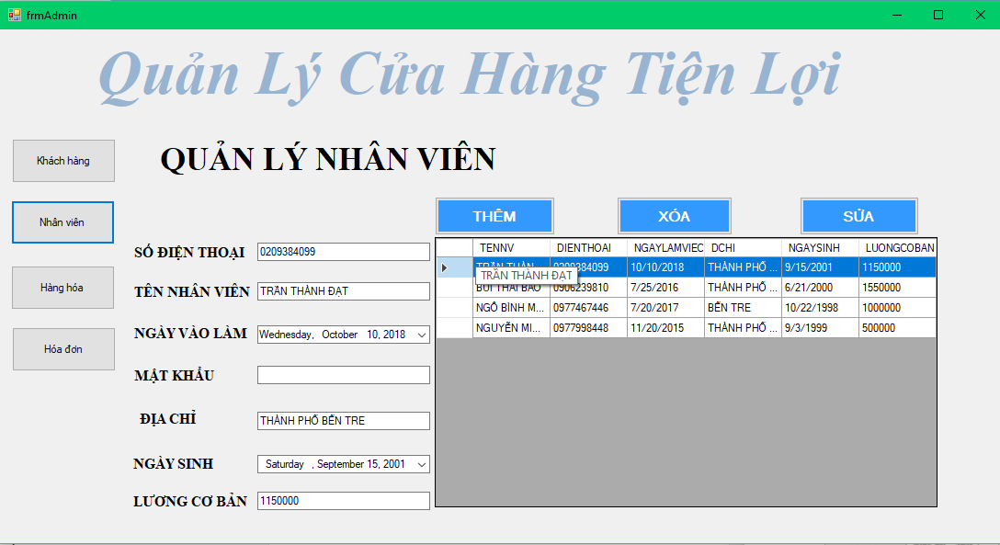 frmAdmin
Quản Lý Cửa Hàng Tiện Lợi
Khách hàng
Nhân viên
Hàng hóa
Hóa đơn
QUẢN LÝ NHÂN VIÊN
THÊM XÓA SỬA
SỐ ĐIỆN THOẠI 0209384099
TÊN NHÂN VIÊN TRẦN THÀNH ĐẠT
NGÀY VÀO LÀM Wednesday, October 10, 2018
MẬT KHẨU
ĐỊA CHỈ THÀNH PHỐ BẾN TRE
NGÀY SINH Saturday , September 15, 2001
LƯƠNG CƠ BẢN 1150000
TENNV DIENTHOAI NGAYLAMVIEC DCHI NGAYSINH LUONGCOBAN
TRẦN THÀN... 0209384099 10/10/2018 THÀNH PHỐ ... 9/15/2001 1150000
TRẦN THÀNH ĐẠT
BÙI THÁI BẢO 0906239810 7/25/2016 THÀNH PHỐ ... 6/21/2000 1550000
NGÔ BÌNH M... 0977467446 7/20/2017 BẾN TRE 10/22/1998 1000000
NGUYỄN MI... 0977998448 11/20/2015 THÀNH PHỐ ... 9/3/1999 500000